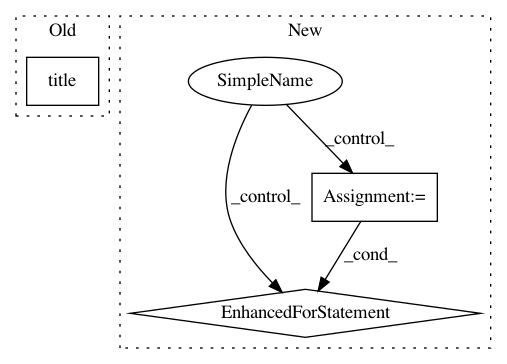 Old
New
title
SimpleName
_control_
Assignment:=
_control_
_cond_
EnhancedForStatement